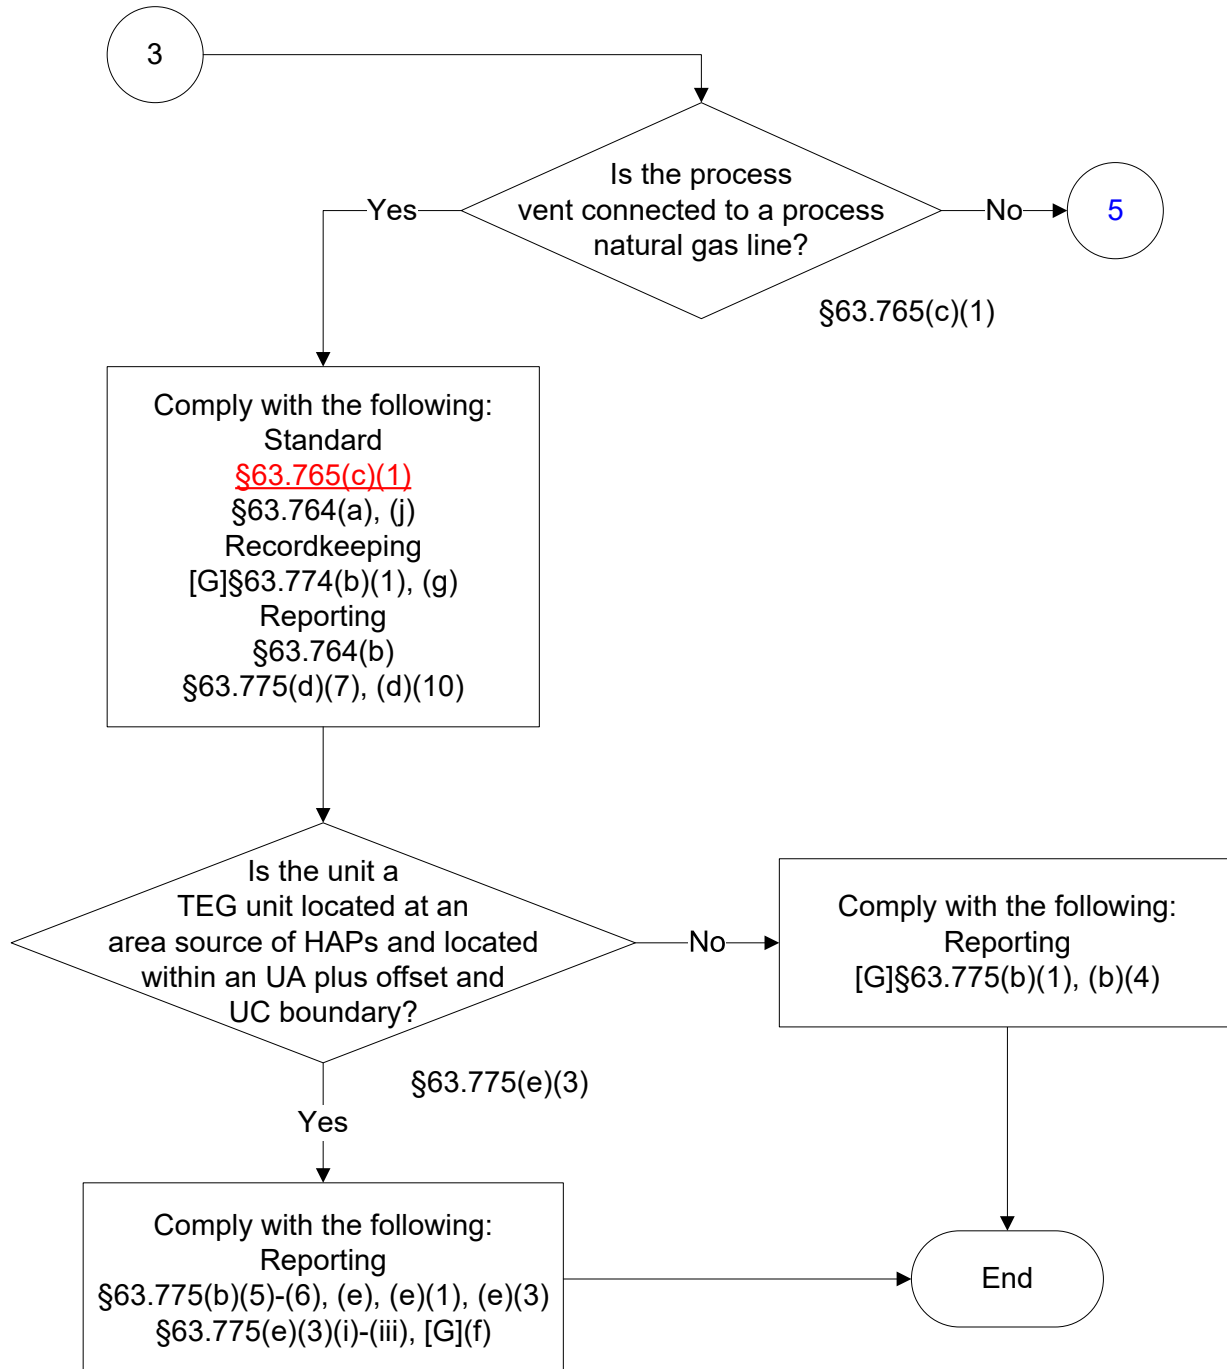 3
Is the process
vent connected to a process
natural gas line?
Yes
No
5
§63.765(c)(1)
Comply with the following:
Standard
§63.765(c)(1)
§63.764(a), (j)
Recordkeeping
[G]§63.774(b)(1), (g)
Reporting
§63.764(b)
§63.775(d)(7), (d)(10)
Is the unit a
TEG unit located at an
area source of HAPs and located
within an UA plus offset and
UC boundary?
No
Comply with the following:
Reporting
[G]§63.775(b)(1), (b)(4)
§63.775(e)(3)
Yes
Comply with the following:
Reporting
§63.775(b)(5)-(6), (e), (e)(1), (e)(3)
§63.775(e)(3)(i)-(iii), [G](f)
End